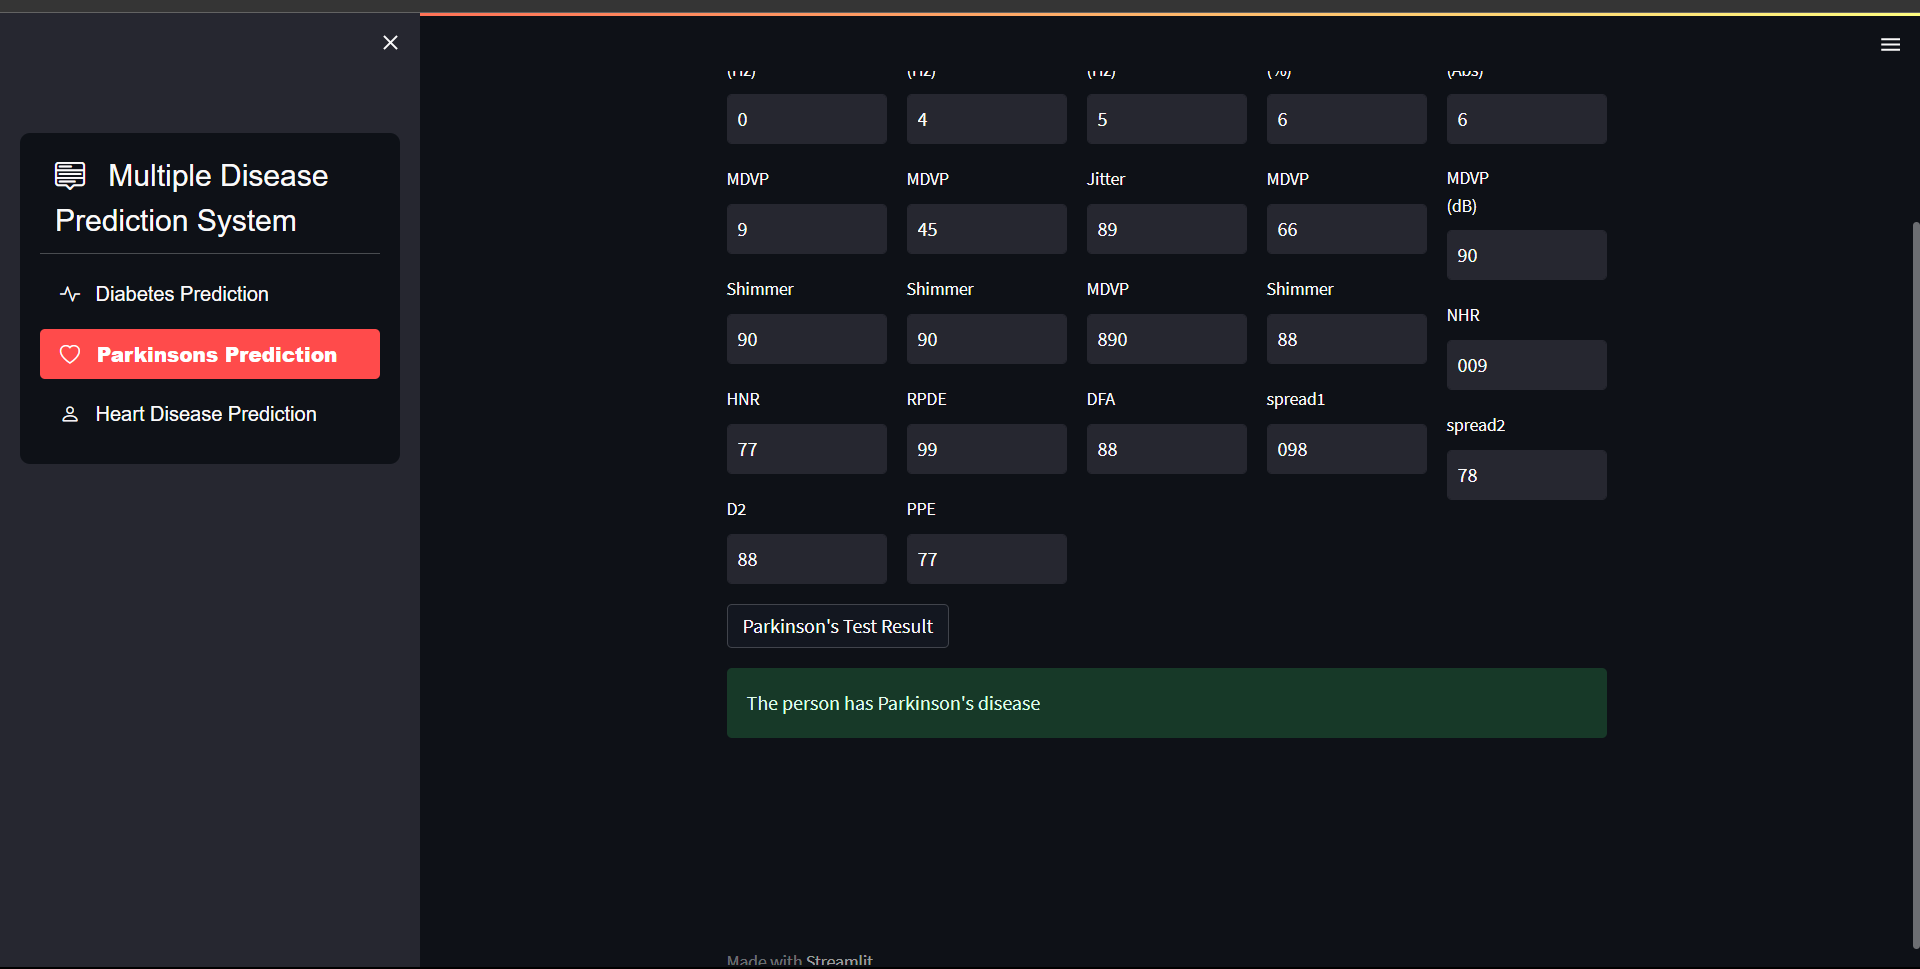 Multiple Disease
Prediction System
Diabetes Prediction
Parkinsons Prediction
Heart Disease Prediction
(Hz) (Hz) (Hz) (%) (Abs)
0 4 5 6 6
MDVP MDVP Jitter MDVP MDVP
(dB)
9 45 89 66 90
Shimmer Shimmer MDVP Shimmer NHR
90 90 890 88 009
HNR RPDE DFA spread1 spread2
77 99 88 098 78
D2 PPE
88 77
Parkinson's Test Result
The person has Parkinson's disease
Made with Streamlit